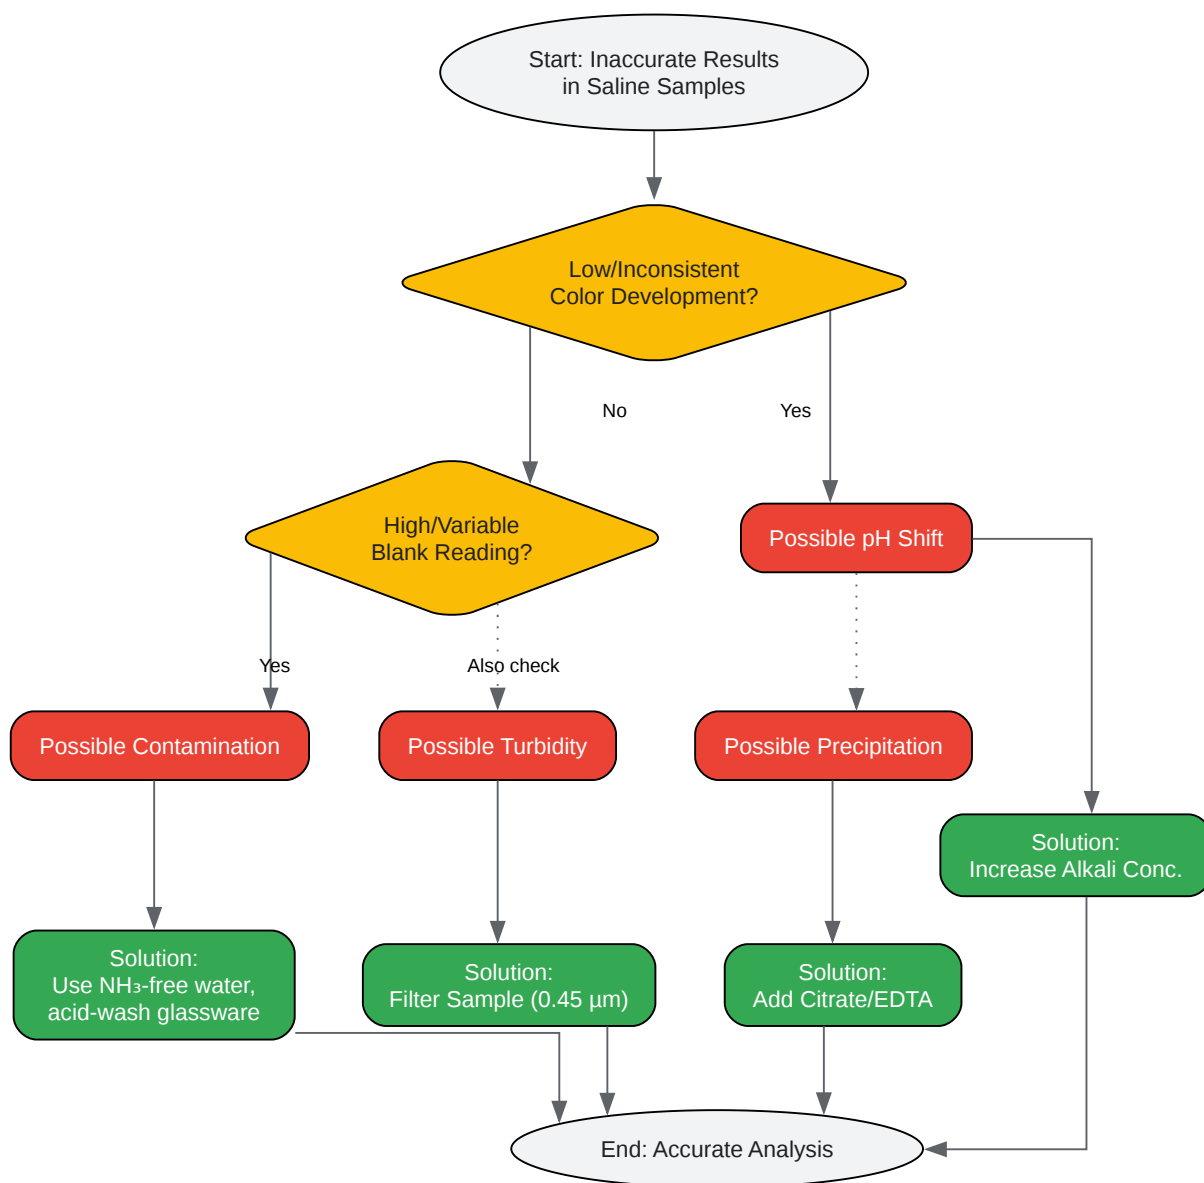 Start: Inaccurate Results
in Saline Samples
Low/Inconsistent
Color Development?
No
Yes
High/Variable
Blank Reading?
Possible pH Shift
Yes
Also check
Possible Contamination
Possible Turbidity
Possible Precipitation
Solution:
Increase Alkali Conc.
Solution:
Use NH₃-free water,
acid-wash glassware
Solution:
Filter Sample (0.45 µm)
Solution:
Add Citrate/EDTA
End: Accurate Analysis